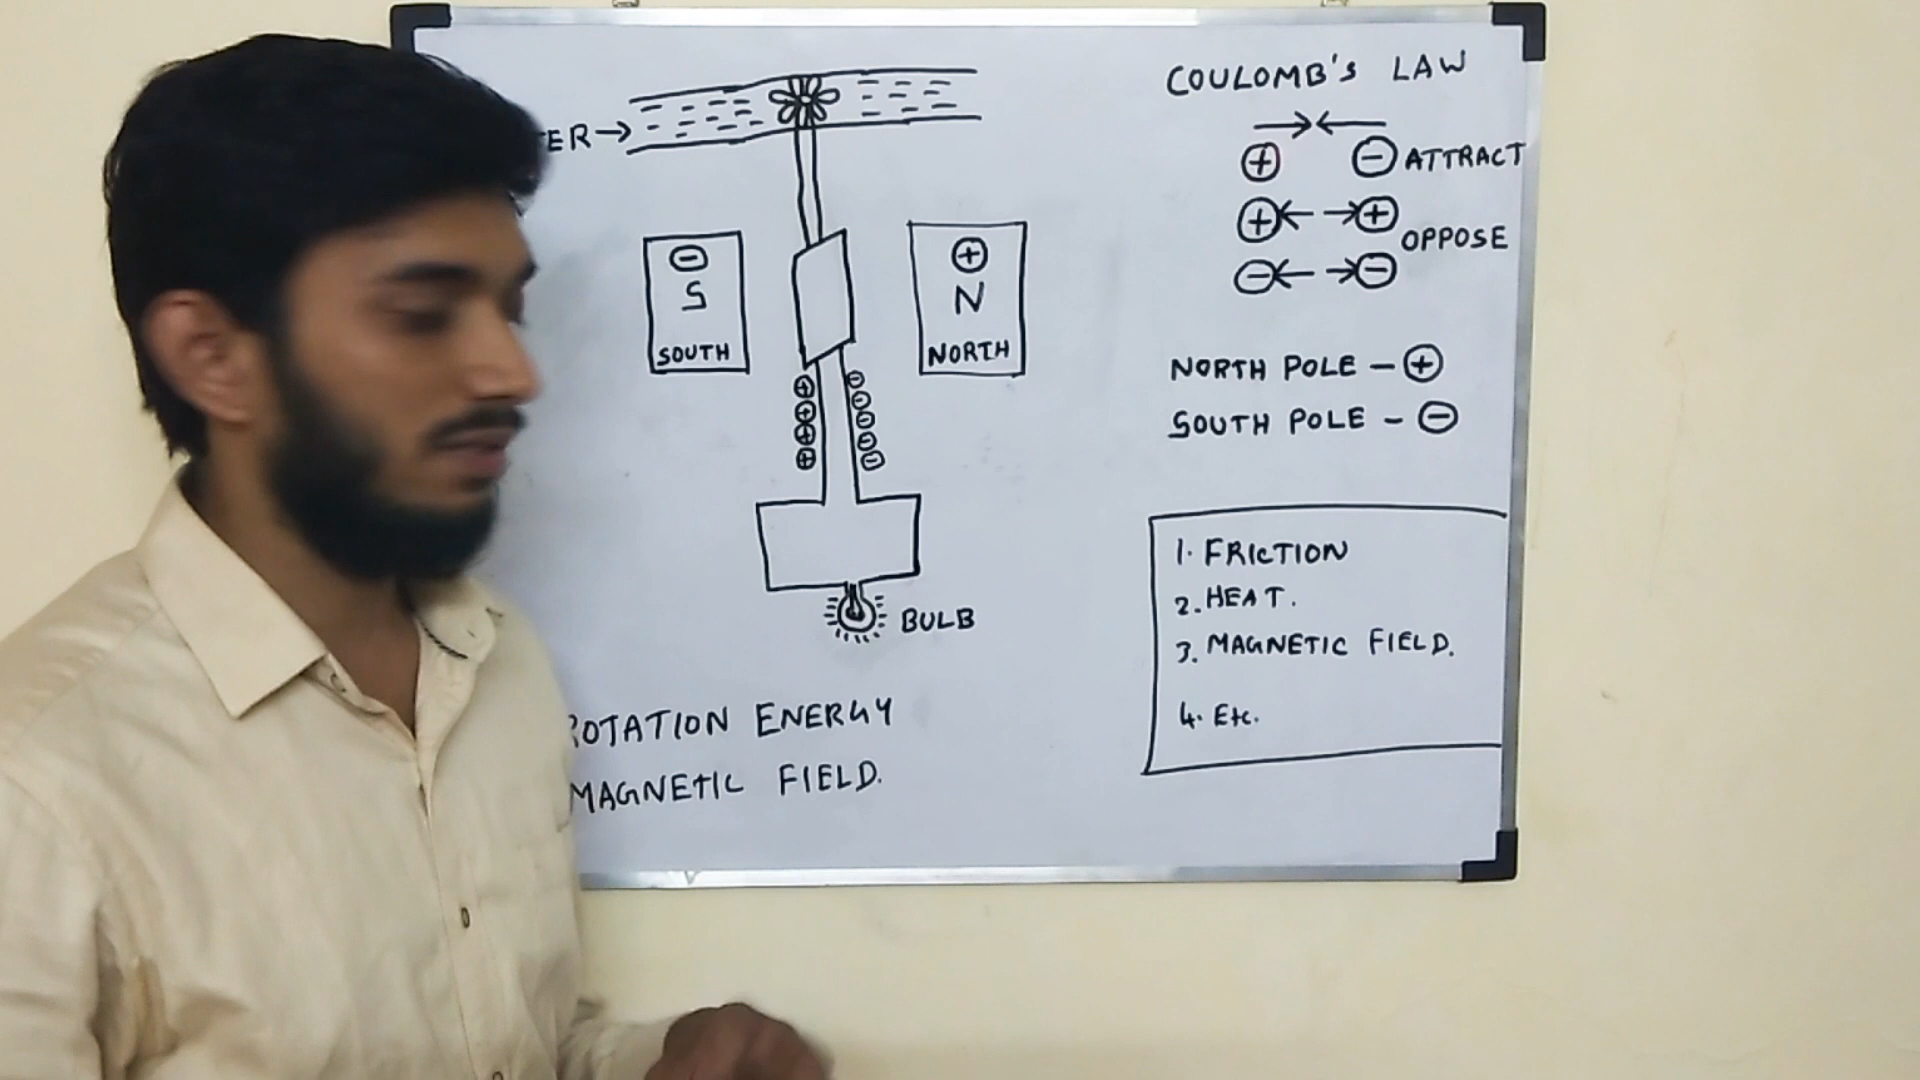 ER→
⊖
S
SOUTH
⊕
N
NORTH
⊕
⊕
⊕
⊕
⊖
⊖
⊖
⊖
⊖
BULB
ROTATION ENERGY
MAGNETIC FIELD.
COULOMB'S LAW
→←
⊕ ⊖ ATTRACT
⊕← →⊕
OPPOSE
⊖← →⊖
NORTH POLE - ⊕
SOUTH POLE - ⊖
1. FRICTION
2. HEAT.
3. MAGNETIC FIELD.
4. Etc.